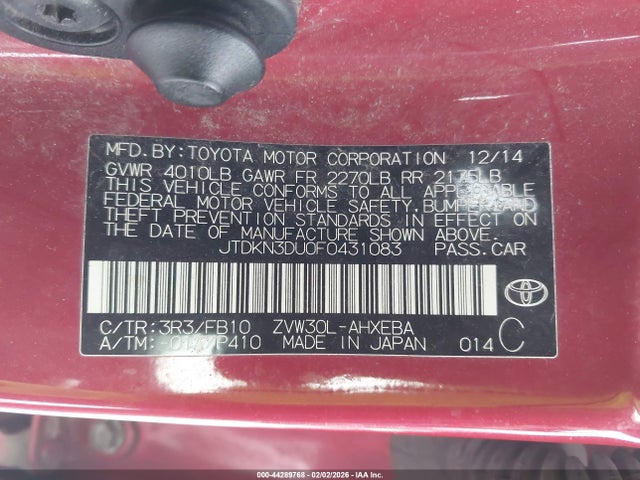 MFD. BY: TOYOTA MOTOR CORPORATION 12/14
GVWR 4010LB GAWR FR 2270LB RR 2175LB
THIS VEHICLE CONFORMS TO ALL APPLICABLE
FEDERAL MOTOR VEHICLE SAFETY, BUMPER, AND
THEFT PREVENTION STANDARDS IN EFFECT ON
THE DATE OF MANUFACTURE SHOWN ABOVE.
JTDKN3DU0F0431083 PASS. CAR
C/TR: 3R3/FB10 ZVW30L-AHXEBA
A/TM: MADE IN JAPAN 014 C
000-44289768 - 02/02/2026 - IAA Inc.